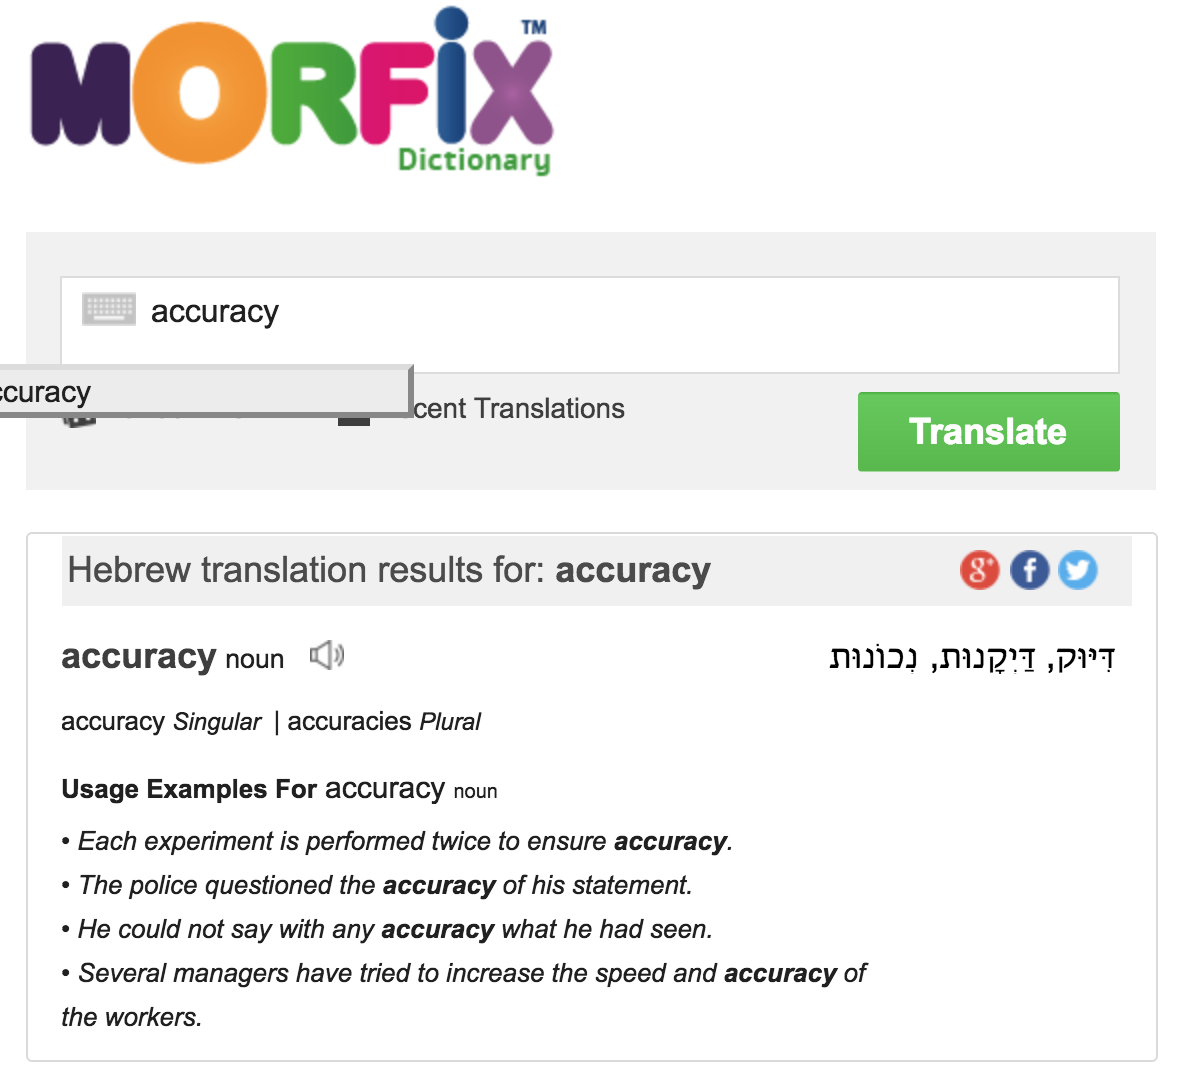 MORFiX™
Dictionary
accuracy
ccuracy
cent Translations
Translate
Hebrew translation results for: accuracy
accuracy noun
דִּיּוּק, דַּיְקָנוּת, נְכוֹנוּת
accuracy Singular | accuracies Plural
Usage Examples For accuracy noun
• Each experiment is performed twice to ensure accuracy.
• The police questioned the accuracy of his statement.
• He could not say with any accuracy what he had seen.
• Several managers have tried to increase the speed and accuracy of
the workers.